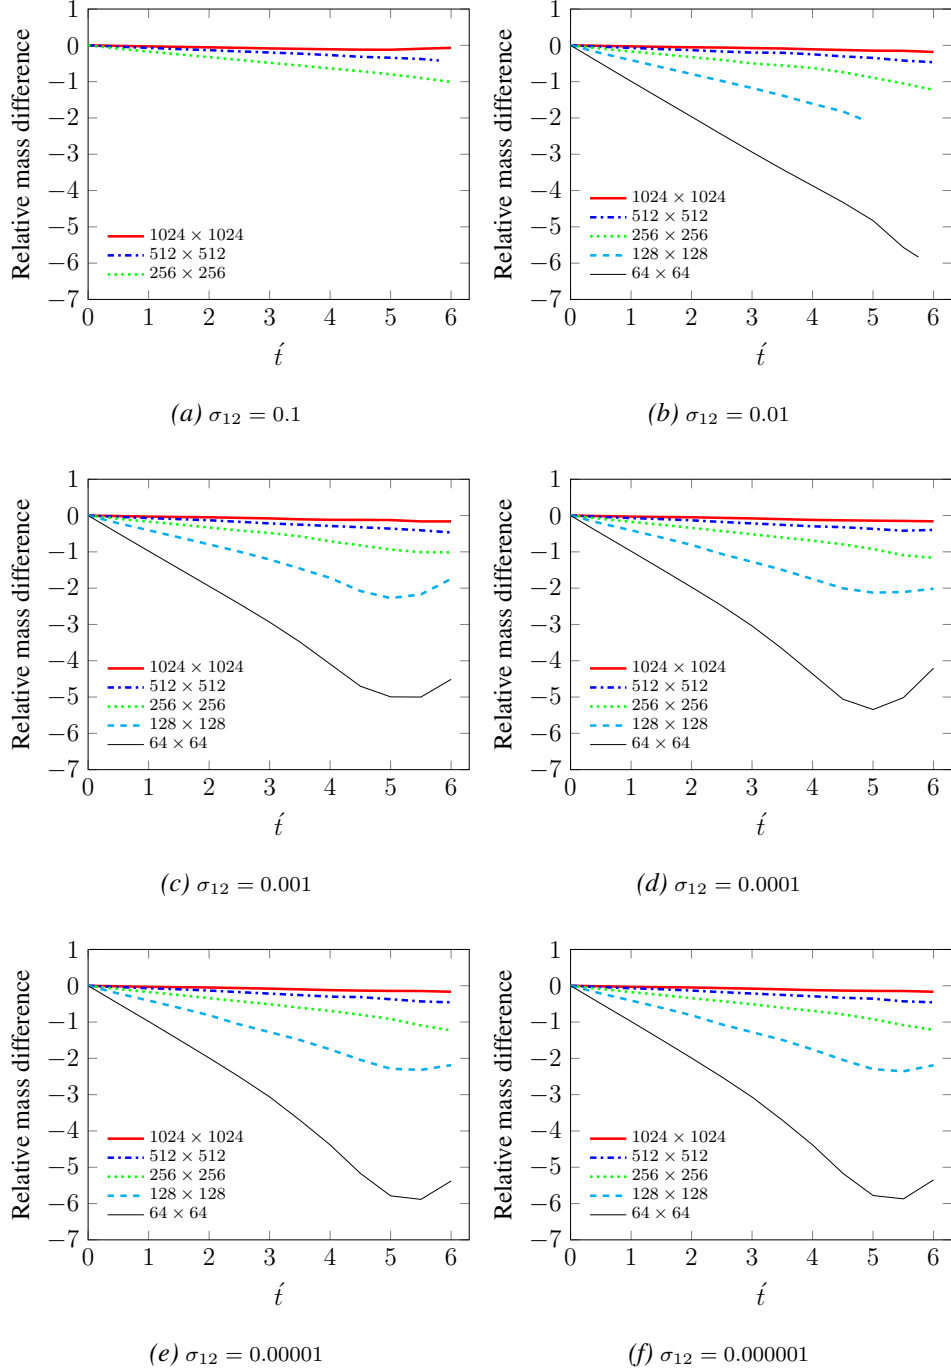 1
0
−1
−2
−3
−4
−5
−6
−7
0 1 2 3 4 5 6
Relative mass difference
1024 × 1024
512 × 512
256 × 256
t́
(a) σ12 = 0.1
1
0
−1
−2
−3
−4
−5
−6
−7
0 1 2 3 4 5 6
Relative mass difference
1024 × 1024
512 × 512
256 × 256
128 × 128
64 × 64
t́
(b) σ12 = 0.01
1
0
−1
−2
−3
−4
−5
−6
−7
0 1 2 3 4 5 6
Relative mass difference
1024 × 1024
512 × 512
256 × 256
128 × 128
64 × 64
t́
(c) σ12 = 0.001
1
0
−1
−2
−3
−4
−5
−6
−7
0 1 2 3 4 5 6
Relative mass difference
1024 × 1024
512 × 512
256 × 256
128 × 128
64 × 64
t́
(d) σ12 = 0.0001
1
0
−1
−2
−3
−4
−5
−6
−7
0 1 2 3 4 5 6
Relative mass difference
1024 × 1024
512 × 512
256 × 256
128 × 128
64 × 64
t́
(e) σ12 = 0.00001
1
0
−1
−2
−3
−4
−5
−6
−7
0 1 2 3 4 5 6
Relative mass difference
1024 × 1024
512 × 512
256 × 256
128 × 128
64 × 64
t́
(f) σ12 = 0.000001